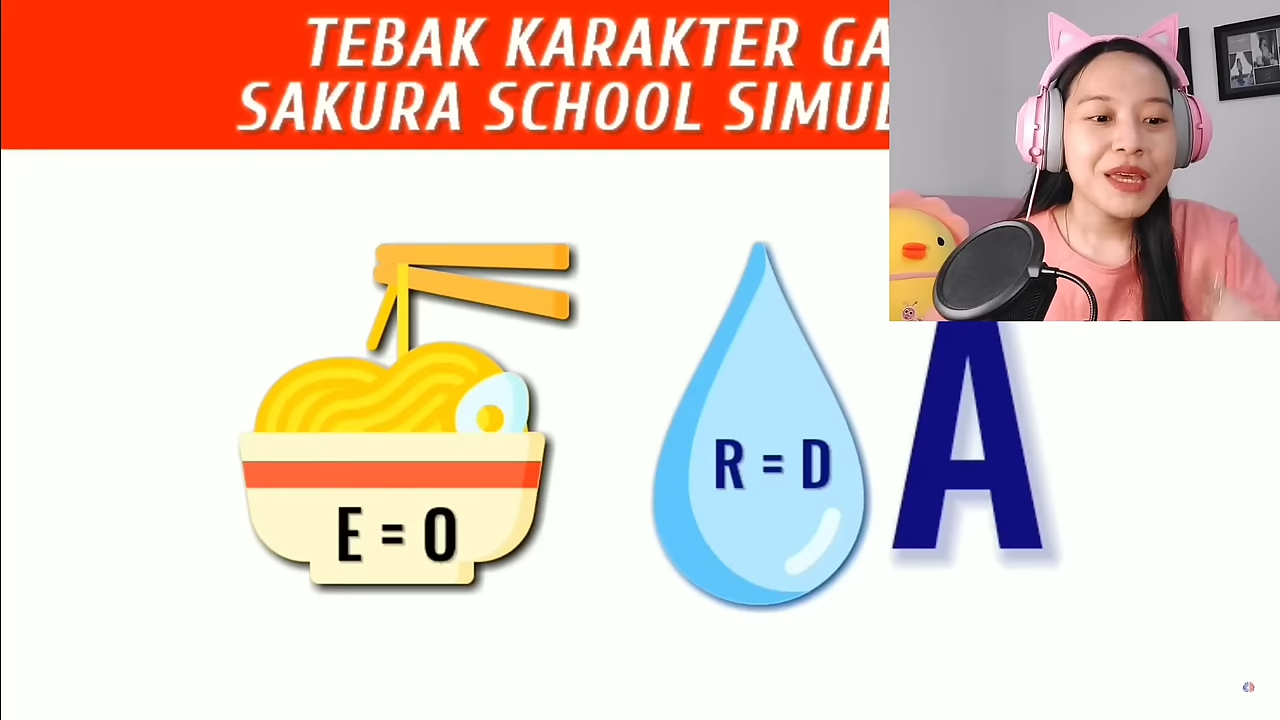 TEBAK KARAKTER GA
SAKURA SCHOOL SIMUL
E = O
R = D
A